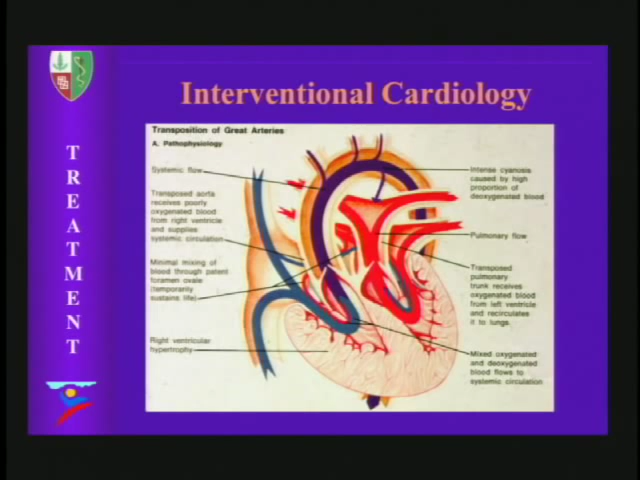 Interventional Cardiology
TREATMENT
Transposition of Great Arteries
A. Pathophysiology
Systemic flow
Transposed aorta
receives poorly
oxygenated blood
from right ventricle
and supplies
systemic circulation
Minimal mixing of
blood through patent
foramen ovale
(temporarily
sustains life)
Right ventricular
hypertrophy
Intense cyanosis
caused by high
proportion of
deoxygenated blood
Pulmonary flow
Transposed
pulmonary
trunk receives
oxygenated blood
from left ventricle
and recirculates
it to lungs.
Mixed oxygenated
and deoxygenated
blood flows to
systemic circulation